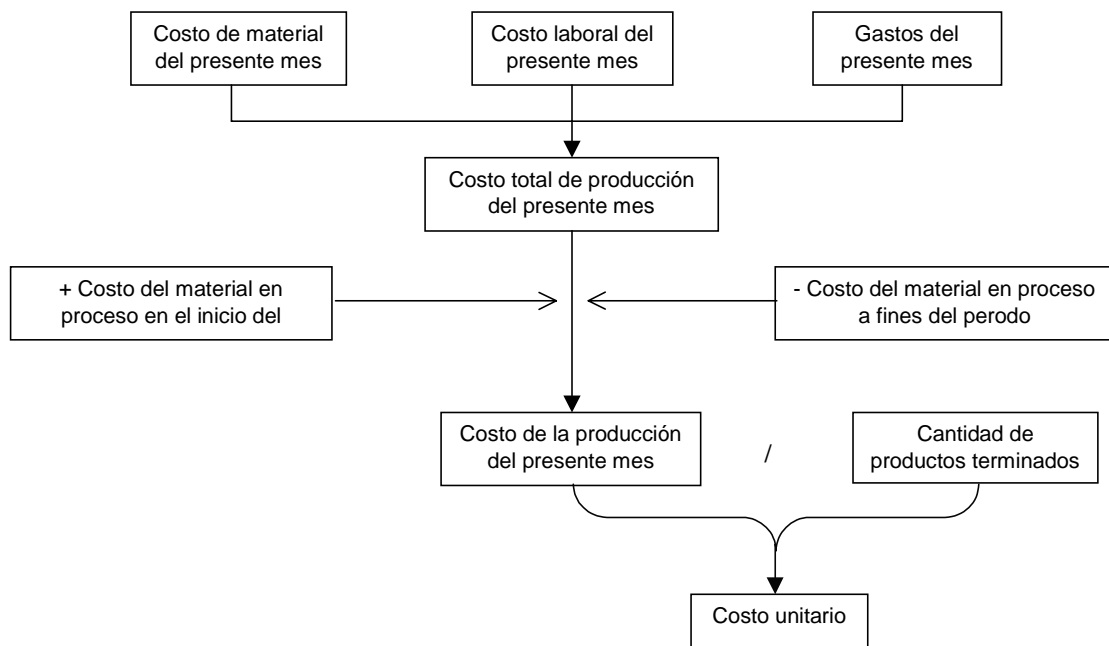 Costo de material
del presente mes
Costo laboral del
presente mes
Gastos del
presente mes
Costo total de producción
del presente mes
+ Costo del material en
proceso en el inicio del
- Costo del material en proceso
a fines del perodo
Costo de la producción
del presente mes
/
Cantidad de
productos terminados
Costo unitario